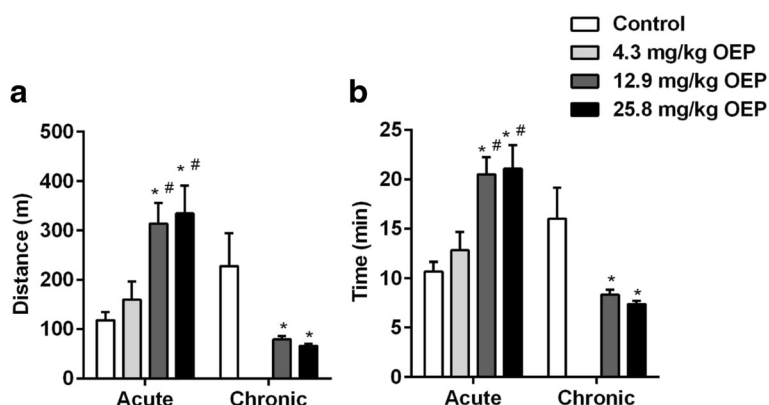 Control
4.3 mg/kg OEP
12.9 mg/kg OEP
25.8 mg/kg OEP
a
500
400
300
200
100
0
Distance (m)
* #
* #
*
*
Acute
Chronic
b
25
20
15
10
5
0
Time (min)
* #
* #
*
*
Acute
Chronic